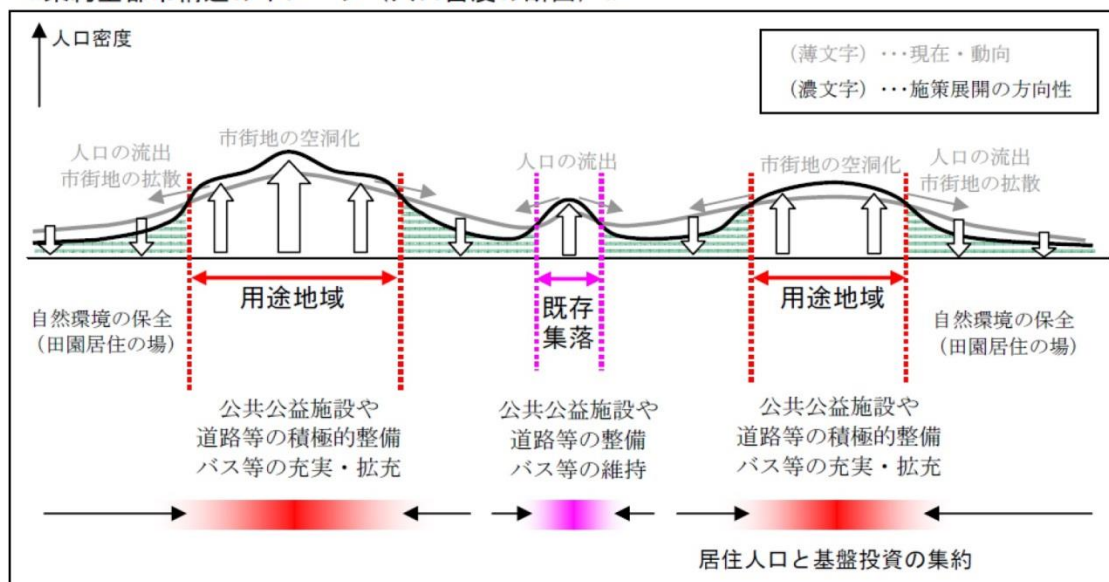 人口密度
（薄文字）・・・現在・動向
（濃文字）・・・施策展開の方向性
市街地の空洞化
人口の流出
市街地の拡散
人口の流出
市街地の空洞化
人口の流出
市街地の拡散
用途地域
既存
集落
用途地域
自然環境の保全
（田園居住の場）
自然環境の保全
（田園居住の場）
公共公益施設や
道路等の積極的整備
バス等の充実・拡充
公共公益施設や
道路等の整備
バス等の維持
公共公益施設や
道路等の積極的整備
バス等の充実・拡充
居住人口と基盤投資の集約